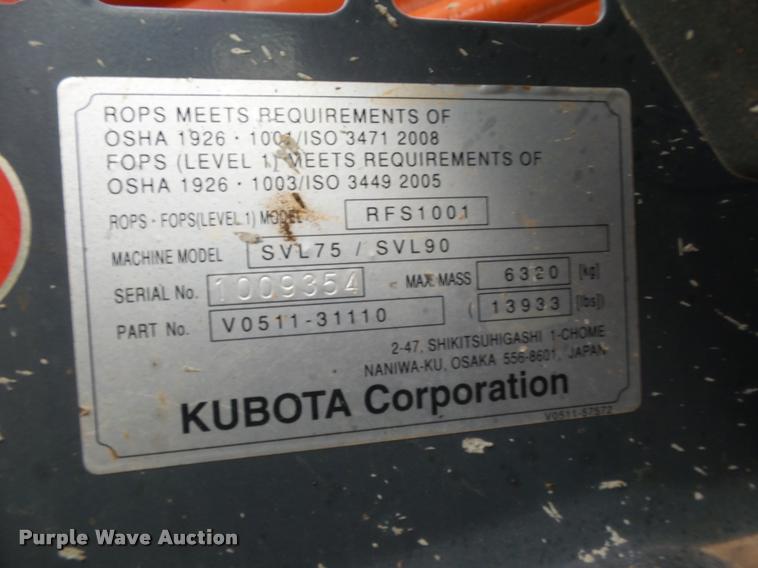 ROPS MEETS REQUIREMENTS OF
OSHA 1926 · 1001/ISO 3471 2008
FOPS (LEVEL 1) MEETS REQUIREMENTS OF
OSHA 1926 · 1003/ISO 3449 2005
ROPS · FOPS(LEVEL 1) MODEL RFS1001
MACHINE MODEL SVL75 / SVL90
SERIAL No. 1009354 MAX. MASS 6320 [kg]
PART No. V0511-31110 ( 13933 [lbs])
2-47, SHIKITSUHIGASHI 1-CHOME
NANIWA-KU, OSAKA 556-8601, JAPAN
KUBOTA Corporation
V0511-57572
Purple Wave Auction